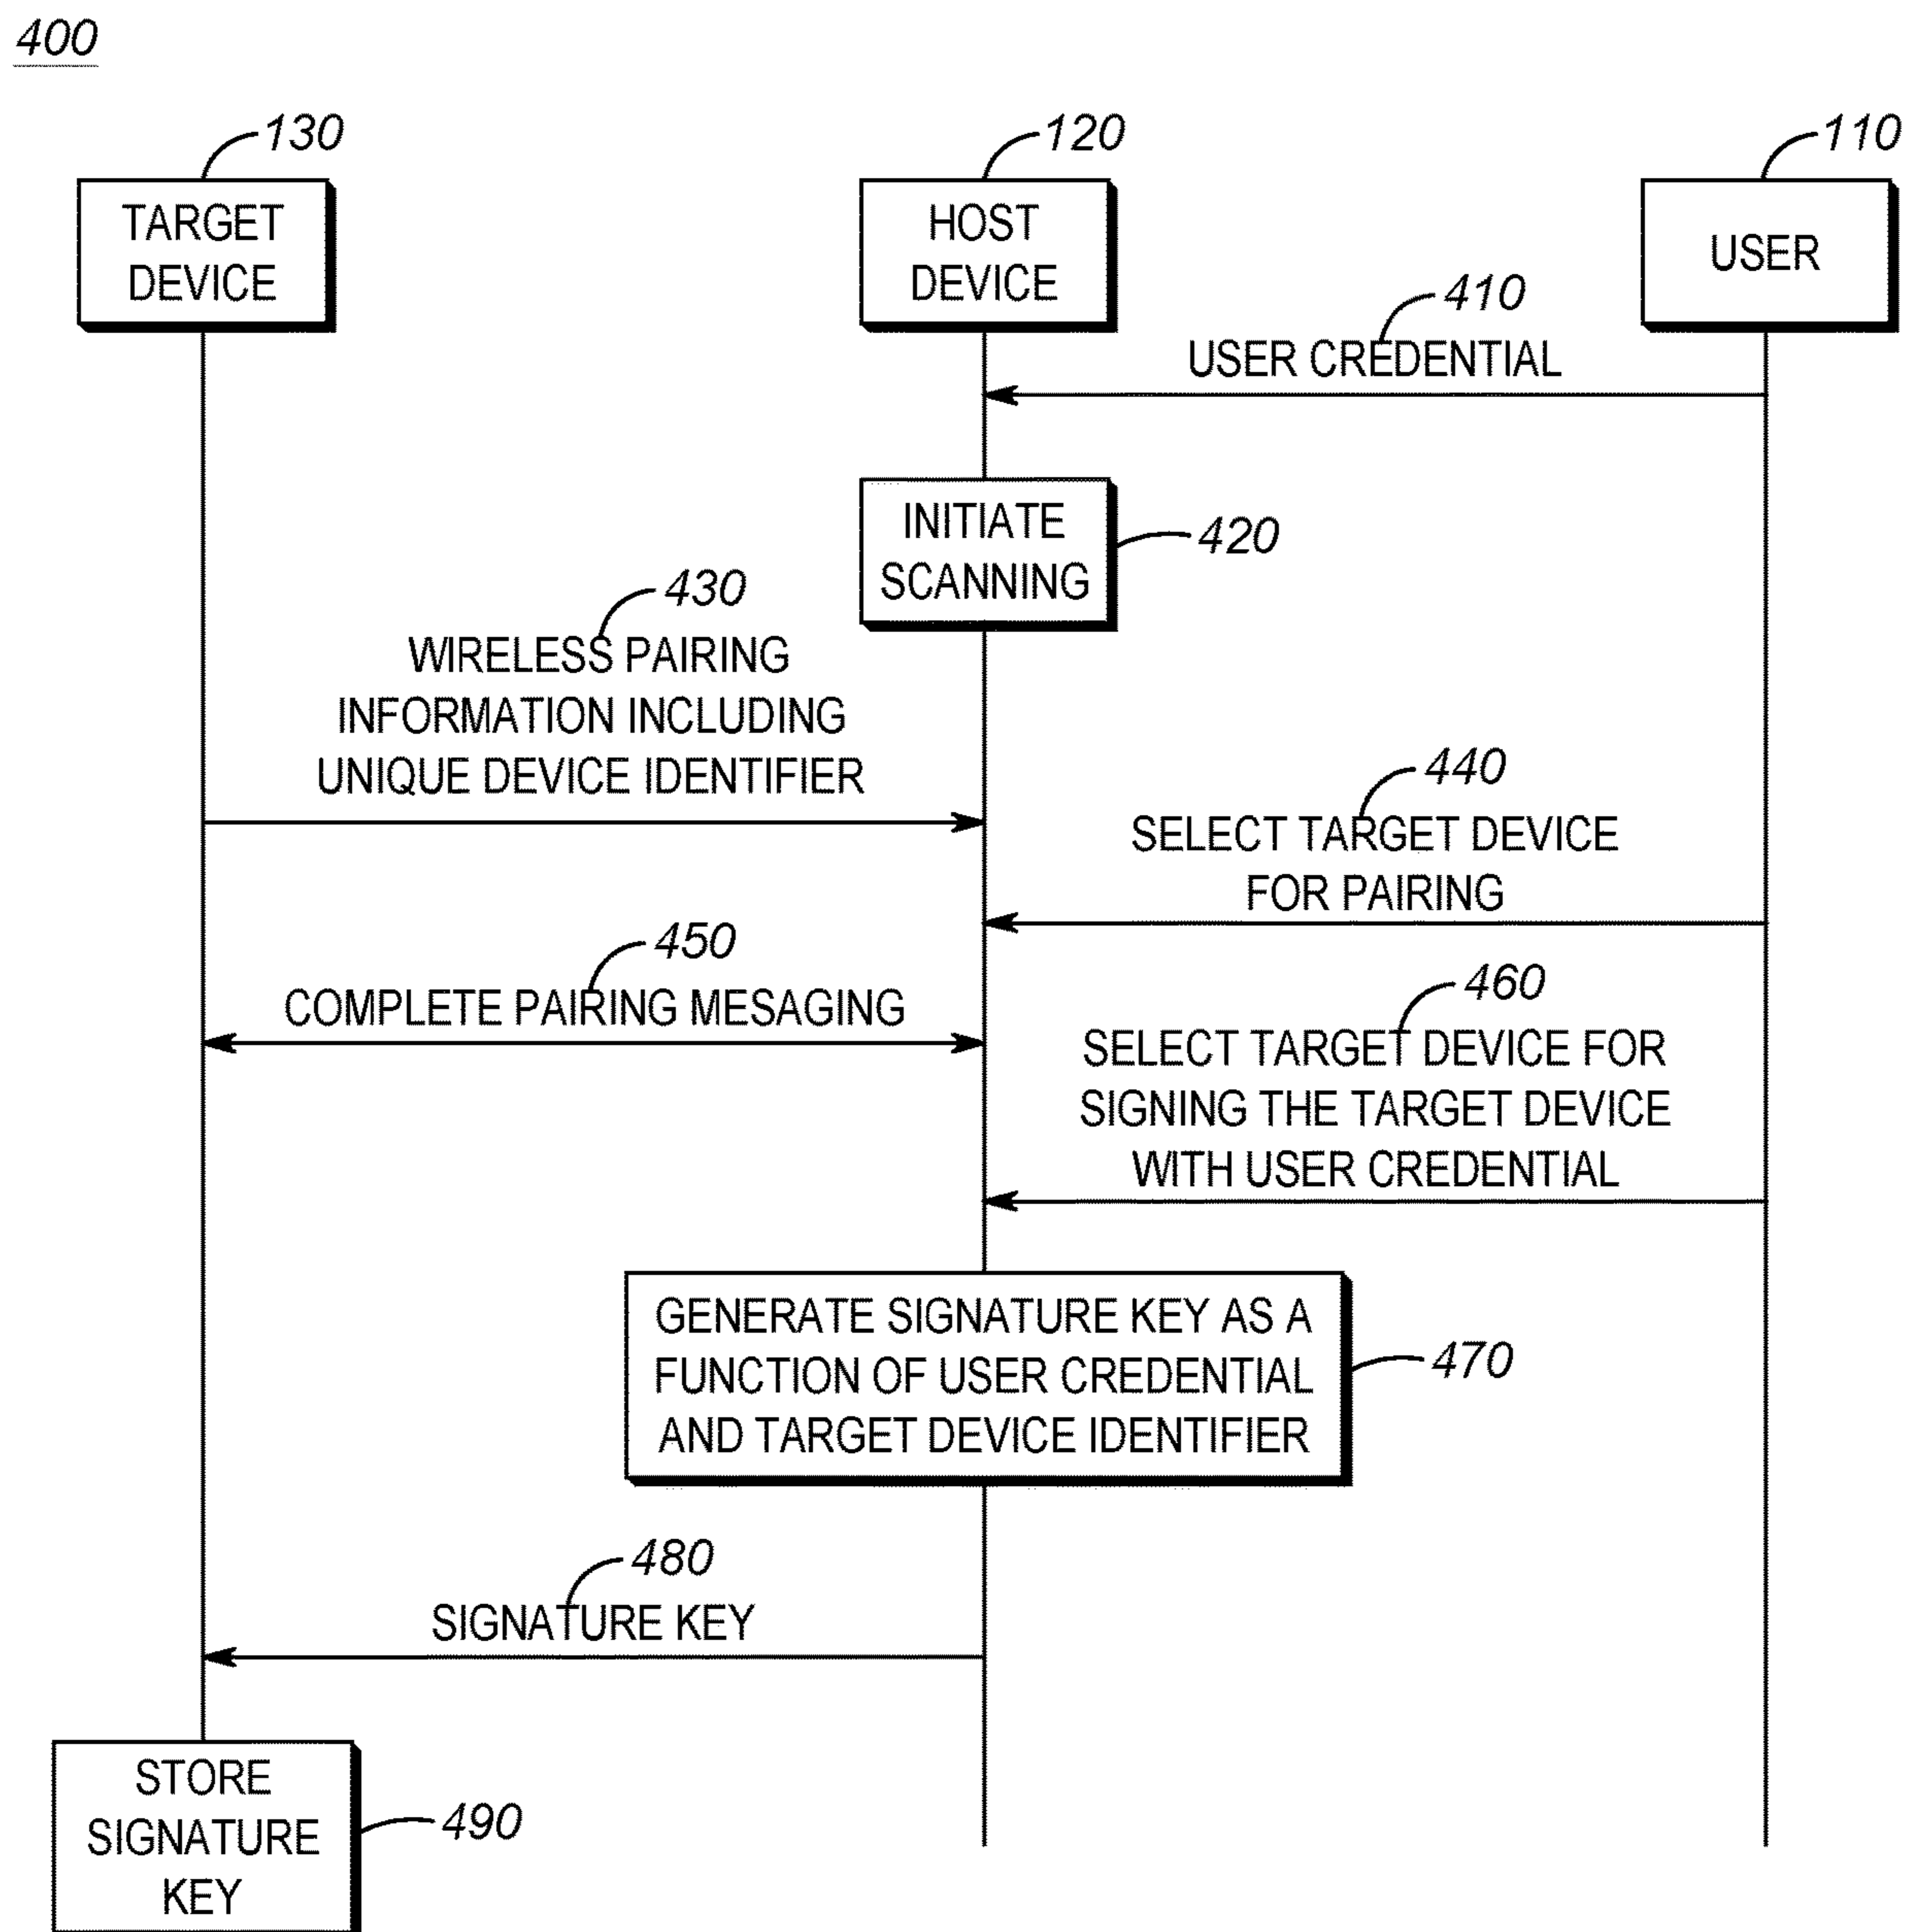 400
130
120
110
TARGET
DEVICE
HOST
DEVICE
USER
410
USER CREDENTIAL
INITIATE
SCANNING
420
430
WIRELESS PAIRING
INFORMATION INCLUDING
UNIQUE DEVICE IDENTIFIER
440
SELECT TARGET DEVICE
FOR PAIRING
450
COMPLETE PAIRING MESAGING
460
SELECT TARGET DEVICE FOR
SIGNING THE TARGET DEVICE
WITH USER CREDENTIAL
GENERATE SIGNATURE KEY AS A
FUNCTION OF USER CREDENTIAL
AND TARGET DEVICE IDENTIFIER
470
480
SIGNATURE KEY
STORE
SIGNATURE
KEY
490